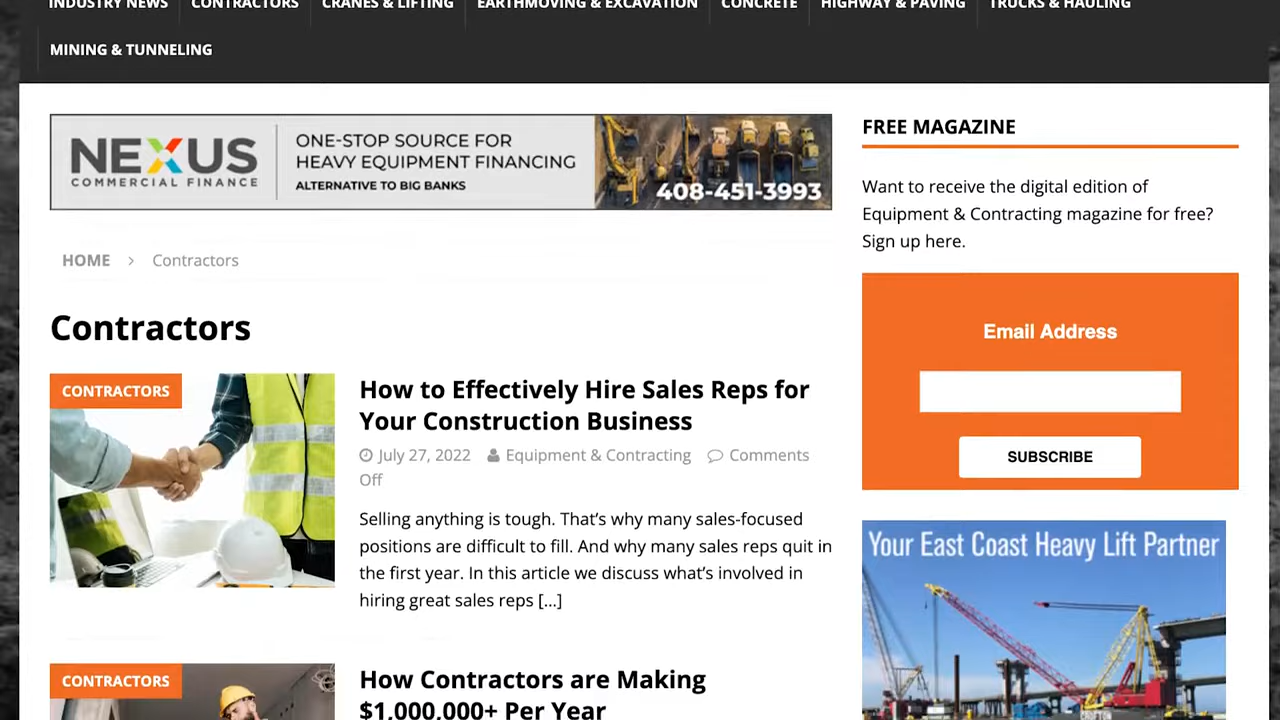 INDUSTRY NEWS CONTRACTORS CRANES & LIFTING EARTHMOVING & EXCAVATION CONCRETE HIGHWAY & PAVING TRUCKS & HAULING
MINING & TUNNELING
NEXUS
COMMERCIAL FINANCE
ONE-STOP SOURCE FOR
HEAVY EQUIPMENT FINANCING
ALTERNATIVE TO BIG BANKS
408-451-3993
HOME > Contractors
Contractors
CONTRACTORS
How to Effectively Hire Sales Reps for
Your Construction Business
July 27, 2022 Equipment & Contracting Comments
Off
Selling anything is tough. That’s why many sales-focused
positions are difficult to fill. And why many sales reps quit in
the first year. In this article we discuss what’s involved in
hiring great sales reps [...]
CONTRACTORS
How Contractors are Making
$1,000,000+ Per Year
FREE MAGAZINE
Want to receive the digital edition of
Equipment & Contracting magazine for free?
Sign up here.
Email Address
SUBSCRIBE
Your East Coast Heavy Lift Partner